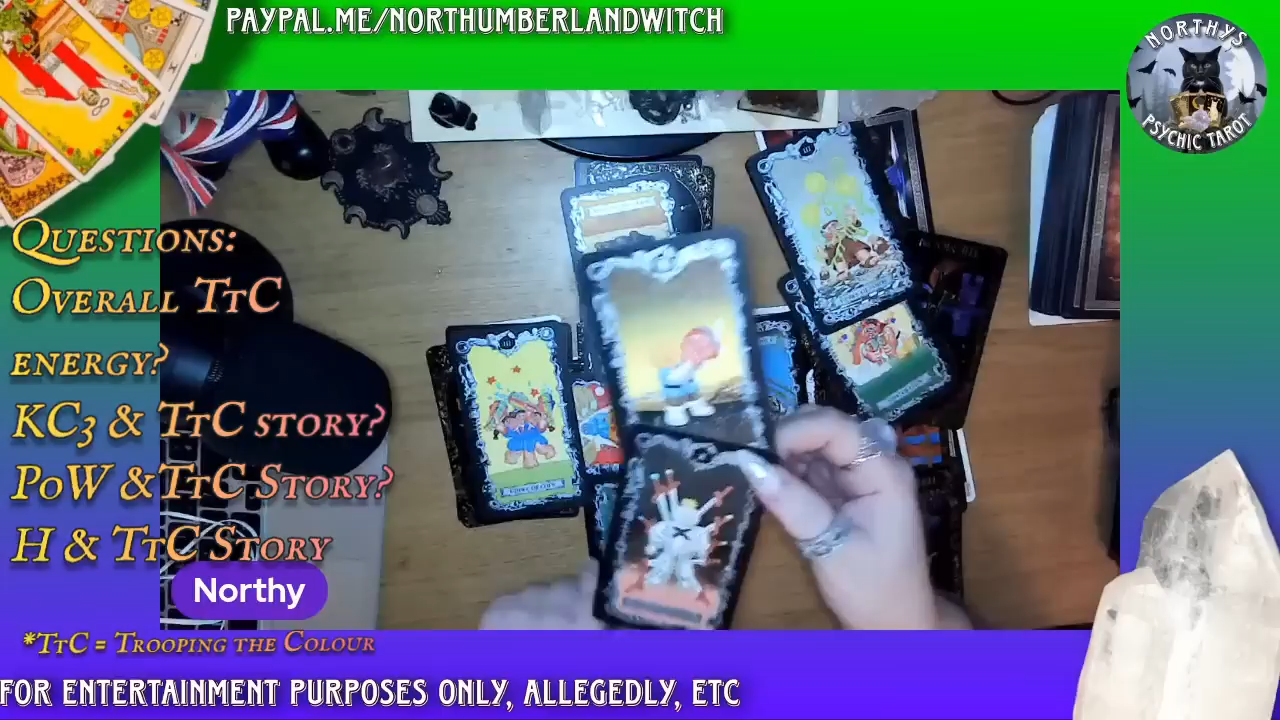 PAYPAL.ME/NORTHUMBERLANDWITCH
NORTHYS
PSYCHIC TAROT
QUESTIONS:
OVERALL TTC
ENERGY?
KC3 & TTC STORY?
POW & TTC STORY?
H & TTC STORY
Northy
*TTC = TROOPING THE COLOUR
FOR ENTERTAINMENT PURPOSES ONLY, ALLEGEDLY, ETC